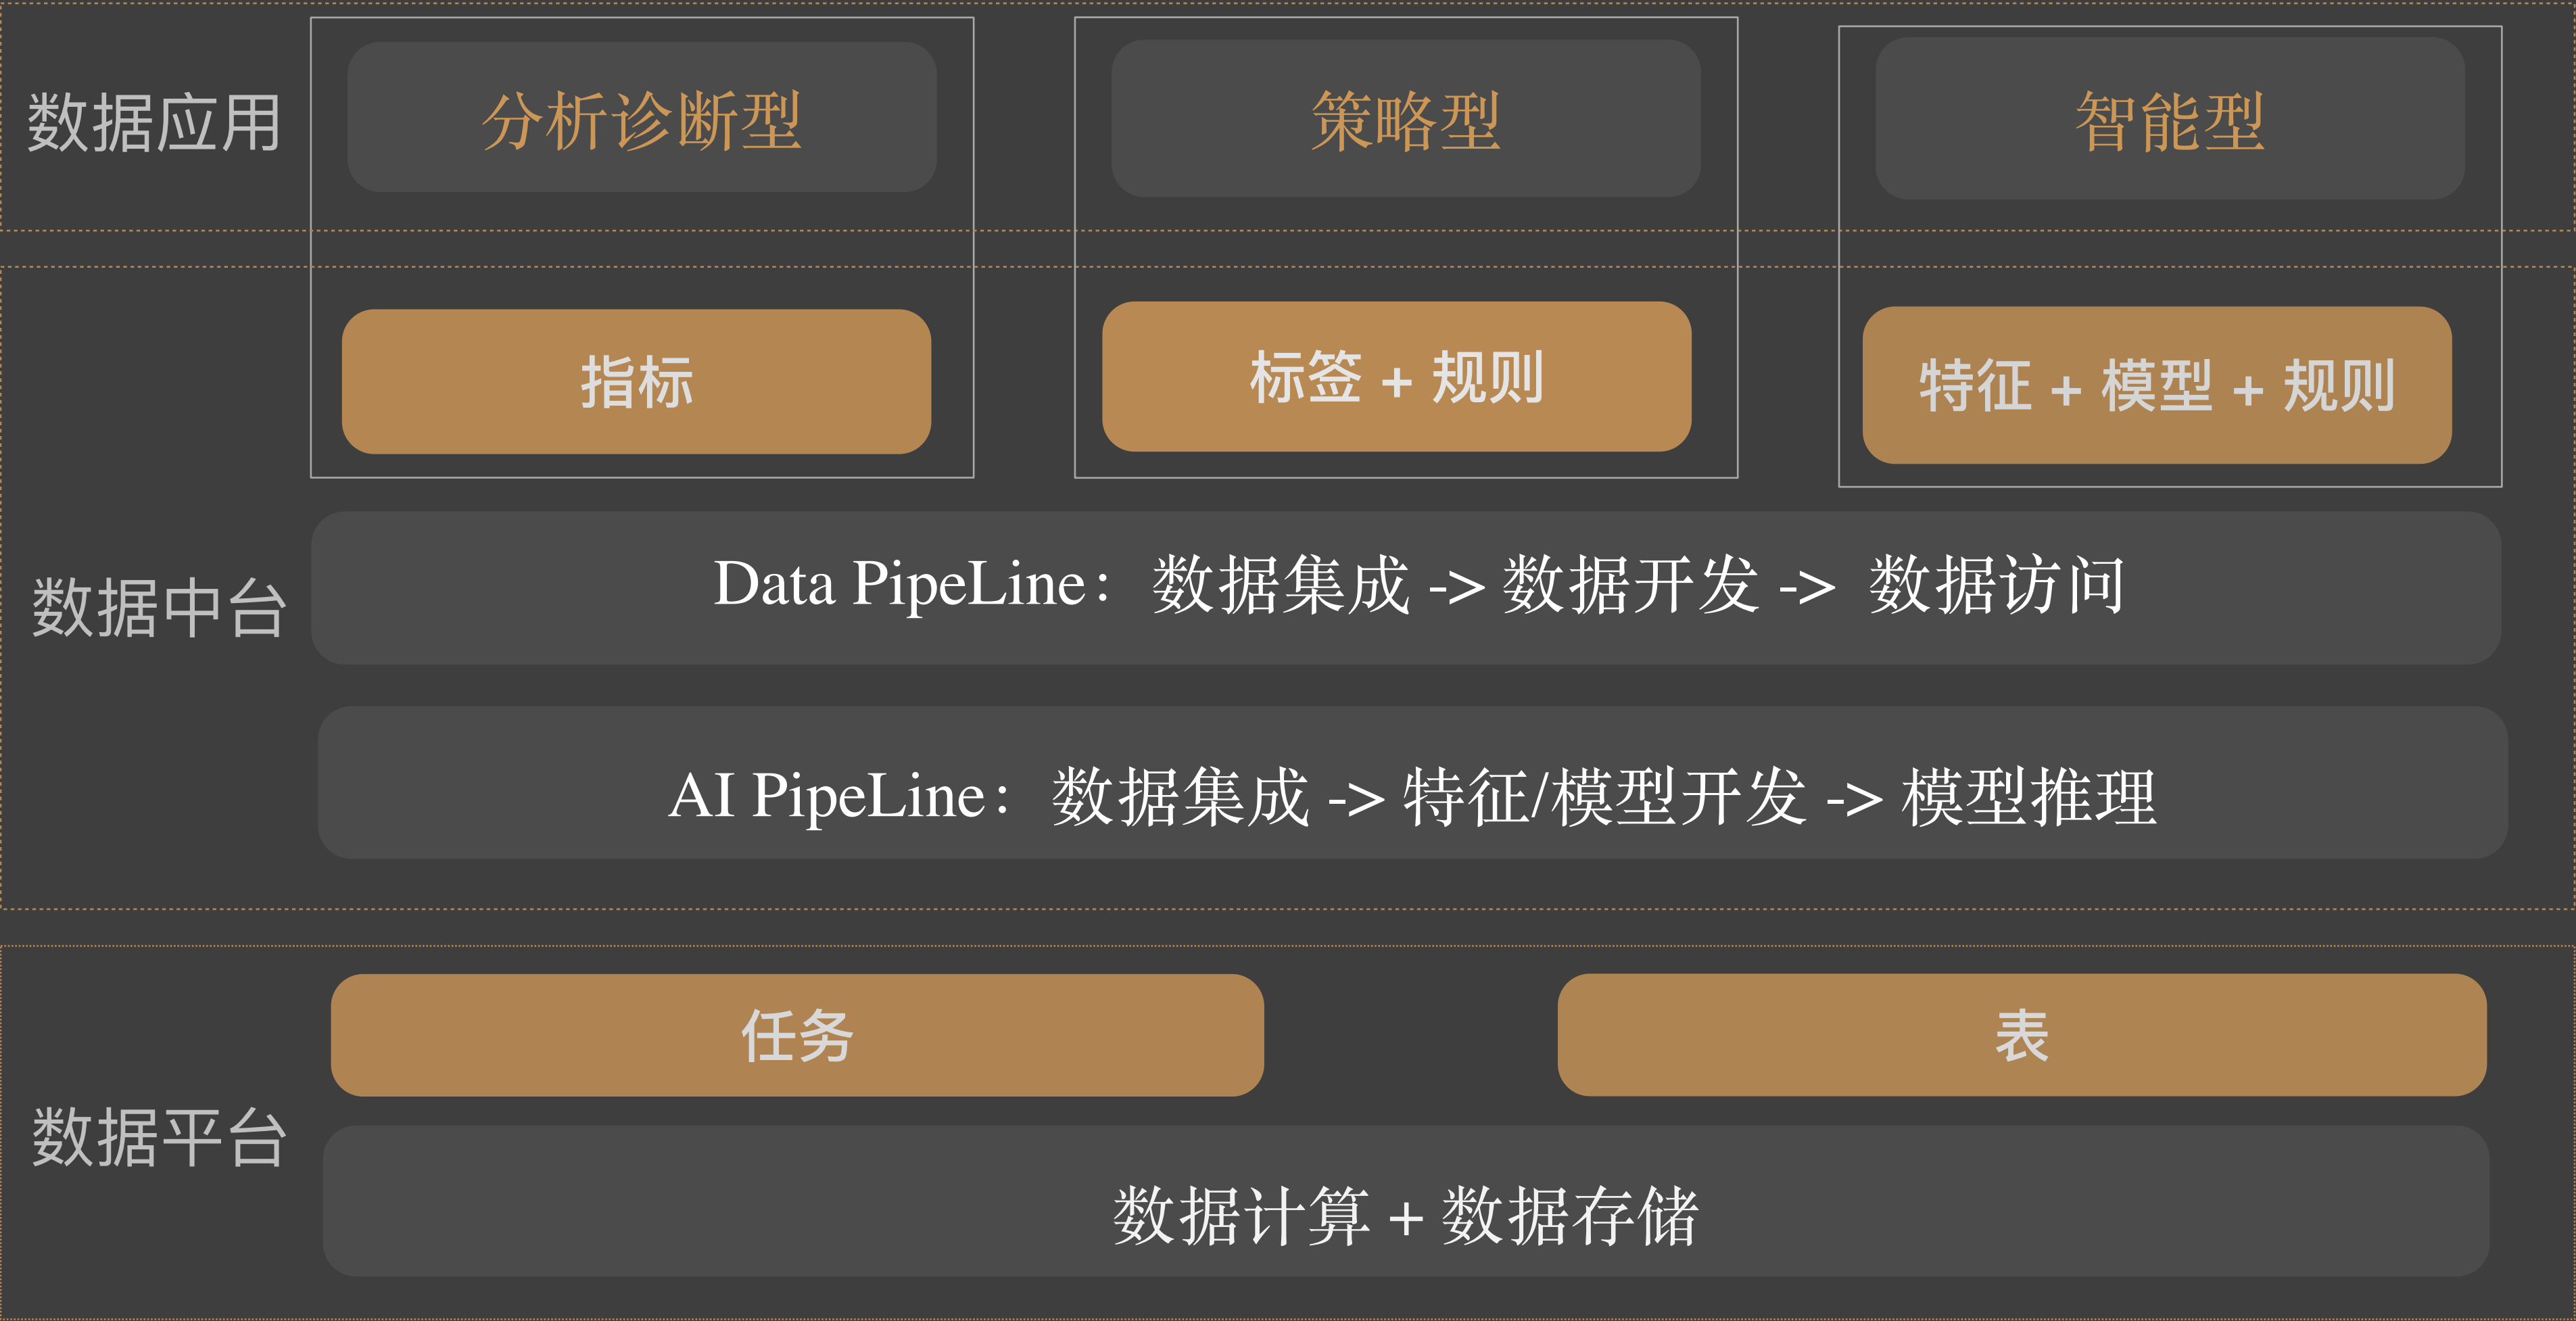 数据应用
分析诊断型
策略型
智能型
指标
标签 + 规则
特征 + 模型 + 规则
数据中台
Data PipeLine：数据集成 -> 数据开发 -> 数据访问
AI PipeLine：数据集成 -> 特征/模型开发 -> 模型推理
任务
表
数据平台
数据计算 + 数据存储